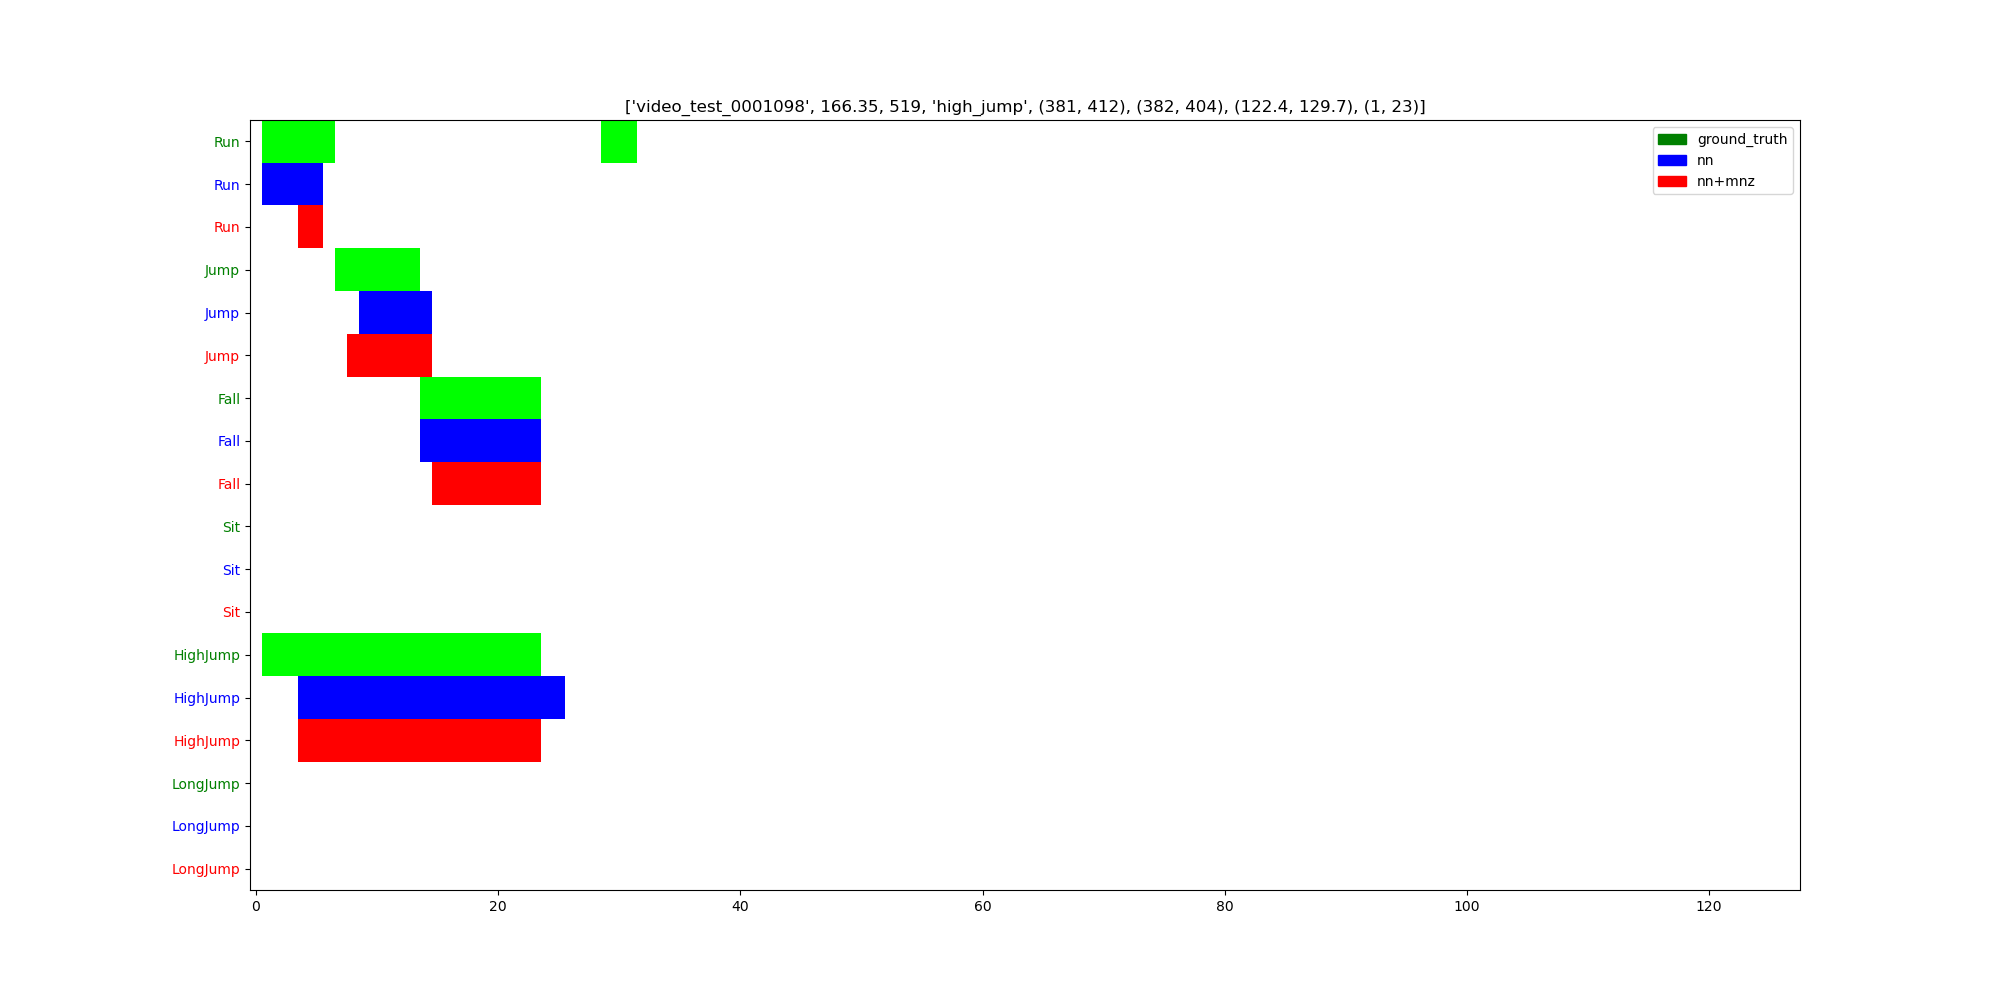 ['video_test_0001098', 166.35, 519, 'high_jump', (381, 412), (382, 404), (122.4, 129.7), (1, 23)]
ground_truth
nn
nn+mnz
Run
Run
Run
Jump
Jump
Jump
Fall
Fall
Fall
Sit
Sit
Sit
HighJump
HighJump
HighJump
LongJump
LongJump
LongJump
0 20 40 60 80 100 120